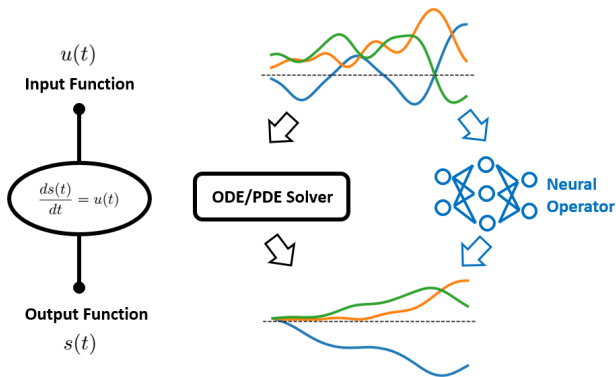 u(t)
Input Function
ds(t)/dt = u(t)
Output Function
s(t)
ODE/PDE Solver
Neural
Operator